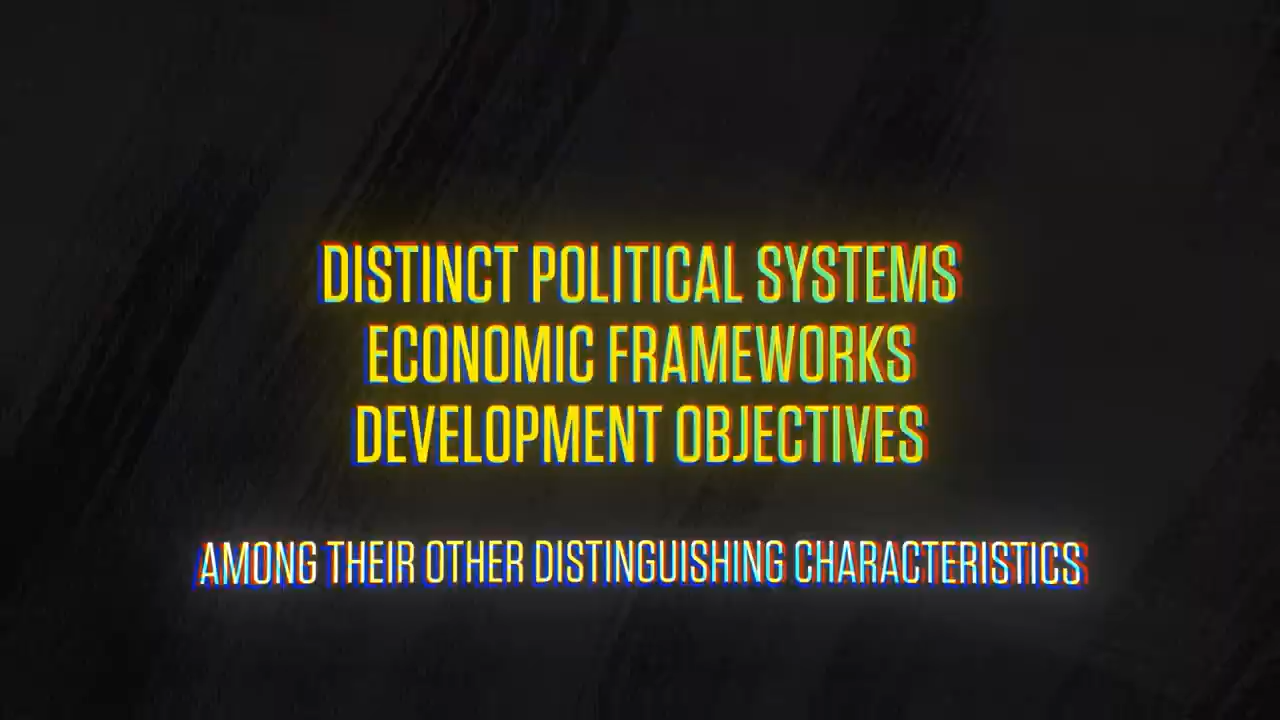 DISTINCT POLITICAL SYSTEMS
ECONOMIC FRAMEWORKS
DEVELOPMENT OBJECTIVES
AMONG THEIR OTHER DISTINGUISHING CHARACTERISTICS